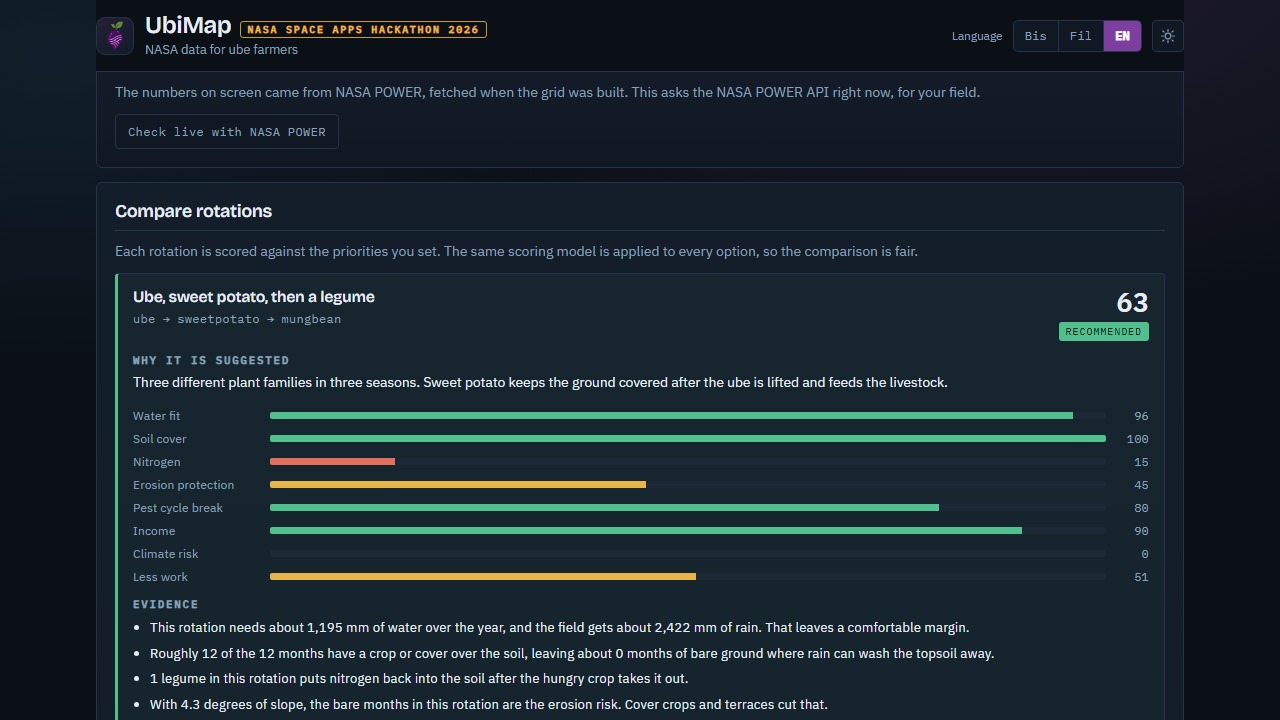 UbiMap NASA SPACE APPS HACKATHON 2026
NASA data for ube farmers
Language Bis Fil EN
The numbers on screen came from NASA POWER, fetched when the grid was built. This asks the NASA POWER API right now, for your field.
Check live with NASA POWER
Compare rotations
Each rotation is scored against the priorities you set. The same scoring model is applied to every option, so the comparison is fair.
Ube, sweet potato, then a legume 63
ube → sweetpotato → mungbean
RECOMMENDED
WHY IT IS SUGGESTED
Three different plant families in three seasons. Sweet potato keeps the ground covered after the ube is lifted and feeds the livestock.
Water fit 96
Soil cover 100
Nitrogen 15
Erosion protection 45
Pest cycle break 80
Income 90
Climate risk 0
Less work 51
EVIDENCE
• This rotation needs about 1,195 mm of water over the year, and the field gets about 2,422 mm of rain. That leaves a comfortable margin.
• Roughly 12 of the 12 months have a crop or cover over the soil, leaving about 0 months of bare ground where rain can wash the topsoil away.
• 1 legume in this rotation puts nitrogen back into the soil after the hungry crop takes it out.
• With 4.3 degrees of slope, the bare months in this rotation are the erosion risk. Cover crops and terraces cut that.